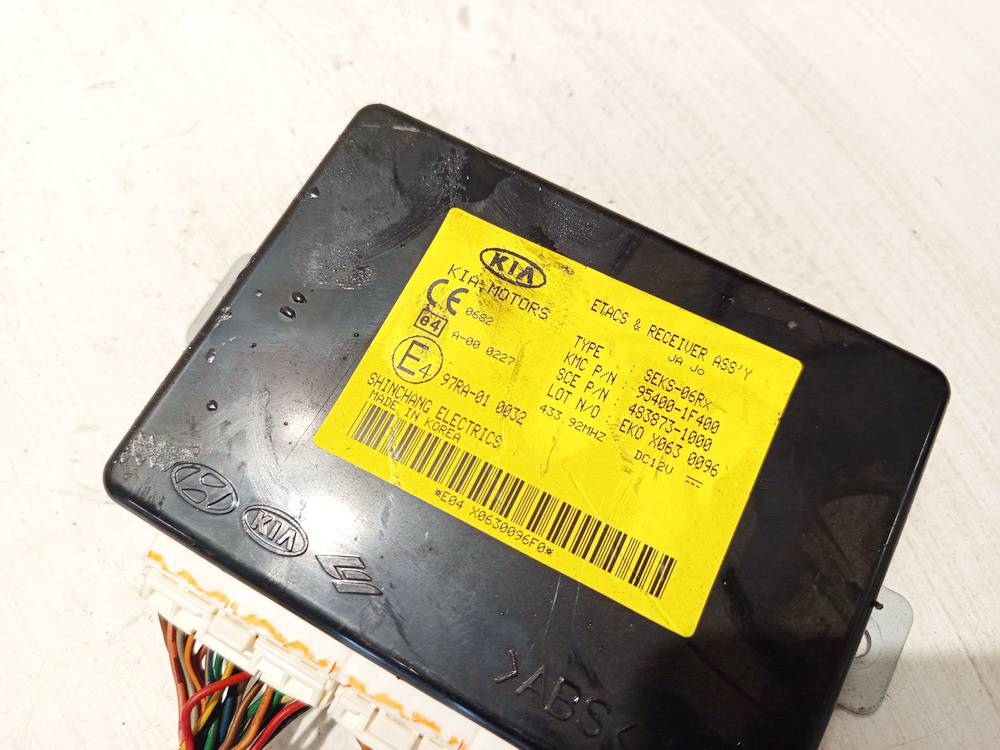 KIA
KIA MOTORS
CE 0682
e4 A-00 0227
E4 97RA-01 0032
SHINCHANG ELECTRICS
MADE IN KOREA
ETACS & RECEIVER ASS'Y
JA JO
TYPE : SEKS-06Rx
KMC P/N : 95400-1F400
SCE P/N : 483873-1000
LOT N/O : EKD X063 0096
433.92MHZ DC12V
*E04 X0630096F0*
KIA
>ABS<